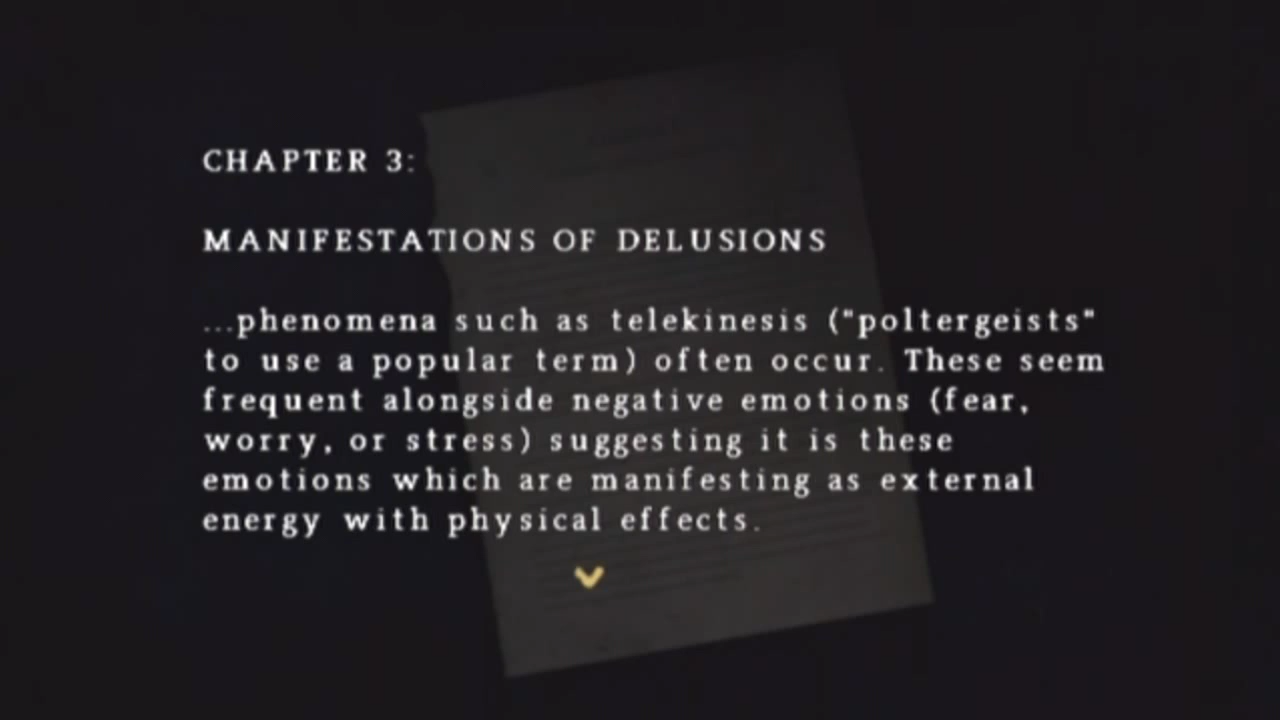 CHAPTER 3:
MANIFESTATIONS OF DELUSIONS
...phenomena such as telekinesis ("poltergeists"
to use a popular term) often occur. These seem
frequent alongside negative emotions (fear,
worry, or stress) suggesting it is these
emotions which are manifesting as external
energy with physical effects.